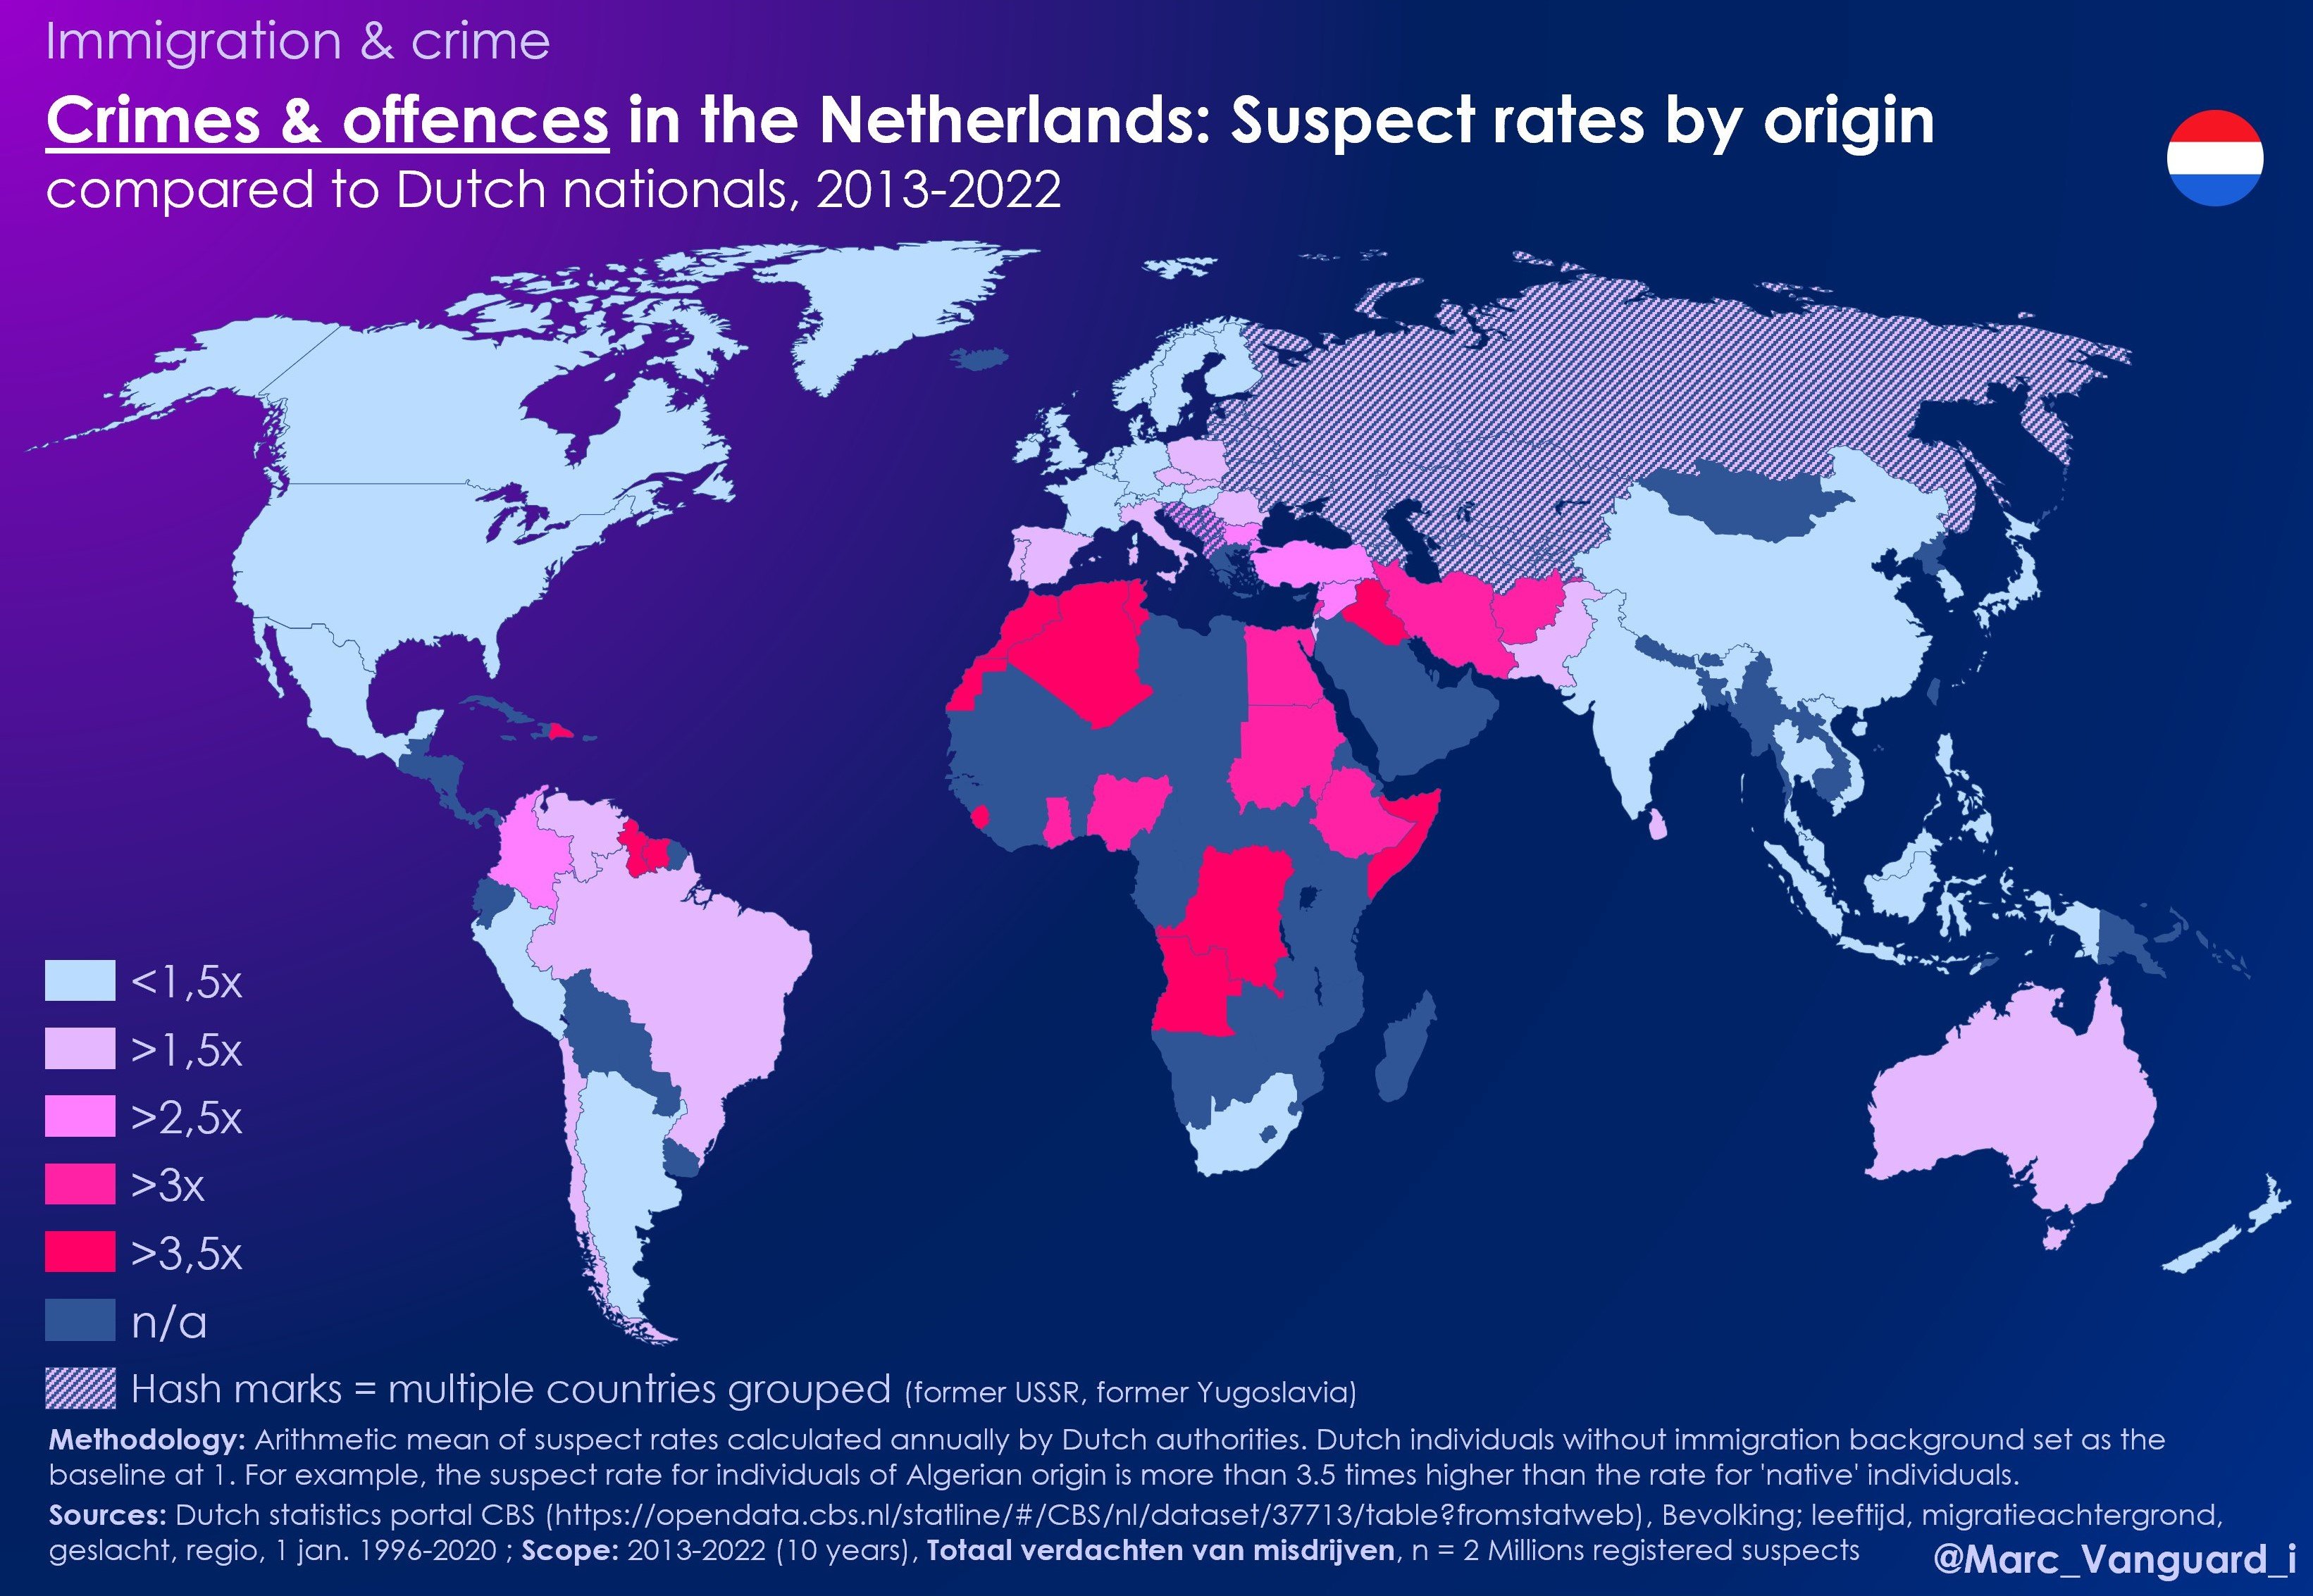 Immigration & crime
Crimes & offences in the Netherlands: Suspect rates by origin
compared to Dutch nationals, 2013-2022
<1,5x
>1,5x
>2,5x
>3x
>3,5x
n/a
Hash marks = multiple countries grouped (former USSR, former Yugoslavia)
Methodology: Arithmetic mean of suspect rates calculated annually by Dutch authorities. Dutch individuals without immigration background set as the
baseline at 1. For example, the suspect rate for individuals of Algerian origin is more than 3.5 times higher than the rate for 'native' individuals.
Sources: Dutch statistics portal CBS (https://opendata.cbs.nl/statline/#/CBS/nl/dataset/37713/table?fromstatweb), Bevolking; leeftijd, migratieachtergrond,
geslacht, regio, 1 jan. 1996-2020 ; Scope: 2013-2022 (10 years), Totaal verdachten van misdrijven, n = 2 Millions registered suspects
@Marc_Vanguard_i